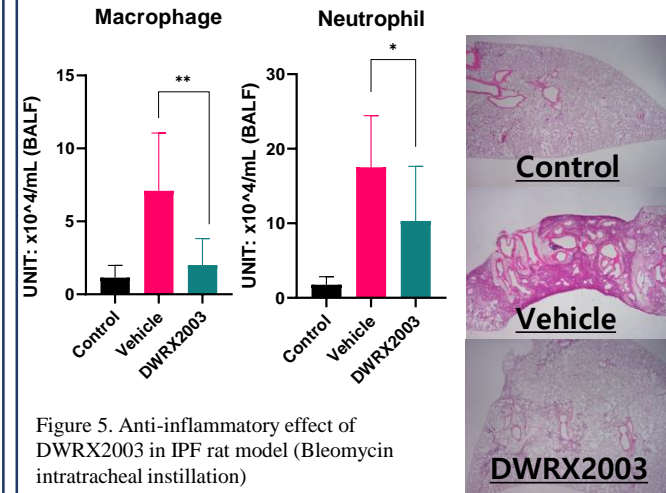 Macrophage
UNIT: x10^4/mL (BALF)
15
10
5
0
**
Control
Vehicle
DWRX2003
Neutrophil
UNIT: x10^4/mL (BALF)
30
20
10
0
*
Control
Vehicle
DWRX2003
Control
Vehicle
DWRX2003
Figure 5. Anti-inflammatory effect of
DWRX2003 in IPF rat model (Bleomycin
intratracheal instillation)